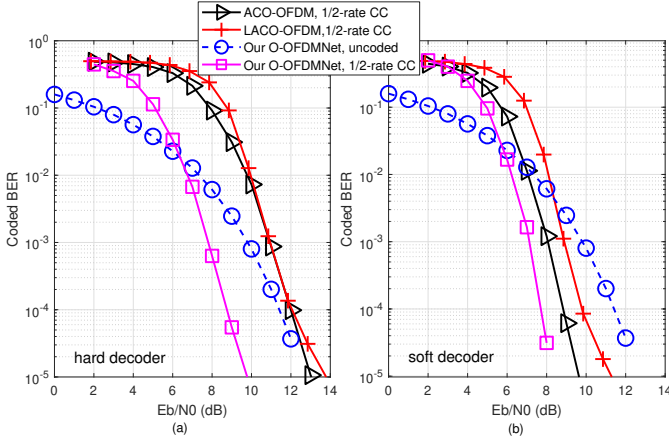 ACO-OFDM, 1/2-rate CC
LACO-OFDM,1/2-rate CC
Our O-OFDMNet, uncoded
Our O-OFDMNet, 1/2-rate CC
10^0
10^-1
10^-2
10^-3
10^-4
10^-5
Coded BER
hard decoder
0 2 4 6 8 10 12 14
Eb/N0 (dB)
(a)
10^0
10^-1
10^-2
10^-3
10^-4
10^-5
Coded BER
soft decoder
0 2 4 6 8 10 12 14
Eb/N0 (dB)
(b)